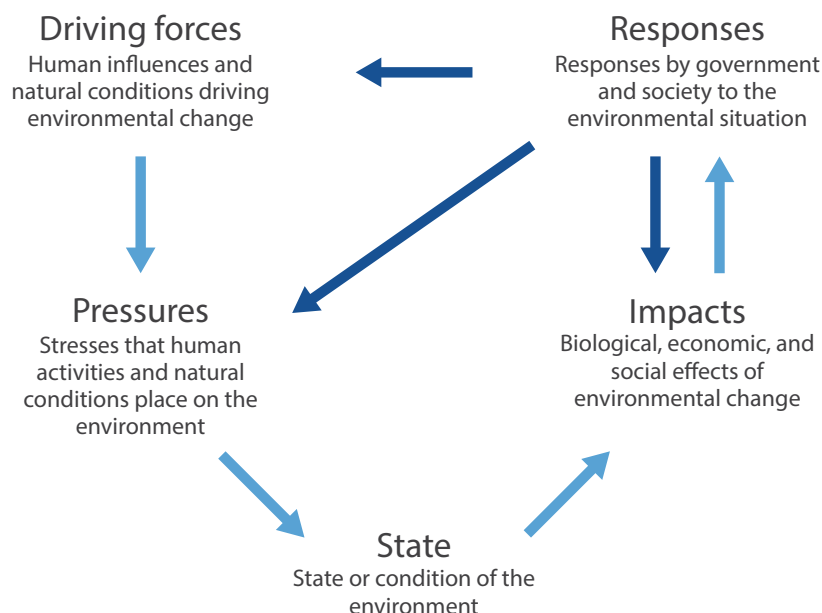 Driving forces
Human influences and
natural conditions driving
environmental change
Responses
Responses by government
and society to the
environmental situation
Pressures
Stresses that human
activities and natural
conditions place on the
environment
Impacts
Biological, economic, and
social effects of
environmental change
State
State or condition of the
environment